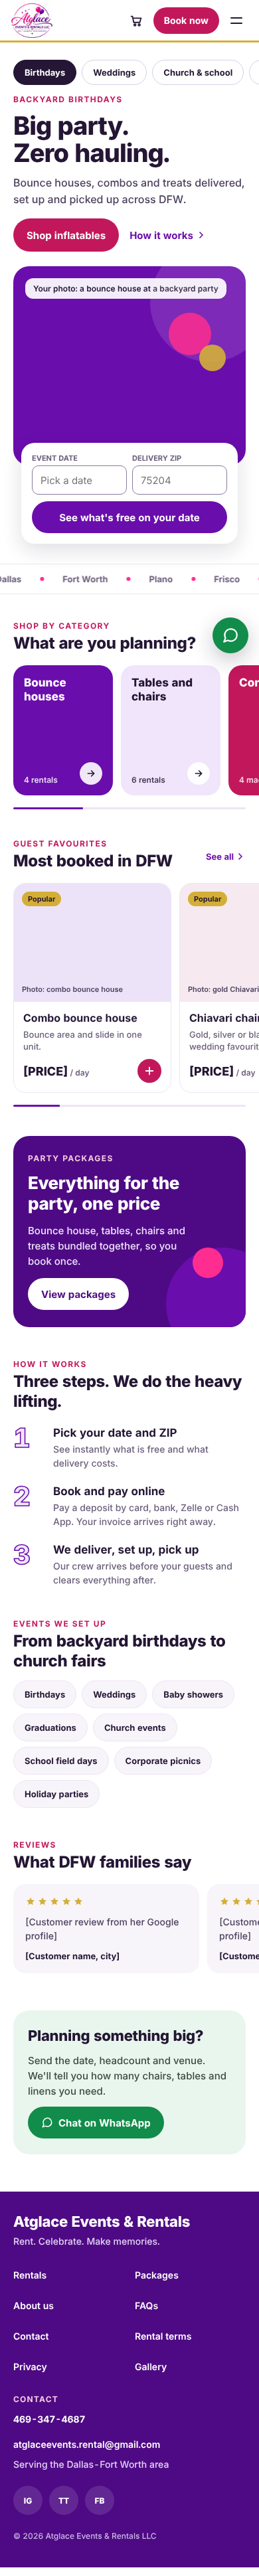 Atglace
EVENTS & RENTALS LLC
Book now
Birthdays
Weddings
Church & school
BACKYARD BIRTHDAYS
Big party.
Zero hauling.
Bounce houses, combos and treats delivered,
set up and picked up across DFW.
Shop inflatables
How it works
Your photo: a bounce house at a backyard party
EVENT DATE
DELIVERY ZIP
Pick a date
75204
See what's free on your date
Dallas
Fort Worth
Plano
Frisco
SHOP BY CATEGORY
What are you planning?
Bounce
houses
4 rentals
Tables and
chairs
6 rentals
Con
4 mac
GUEST FAVOURITES
Most booked in DFW
See all
Popular
Photo: combo bounce house
Combo bounce house
Bounce area and slide in one
unit.
[PRICE] / day
Popular
Photo: gold Chiavari
Chiavari chair
Gold, silver or bla
wedding favourit
[PRICE] / day
PARTY PACKAGES
Everything for the
party, one price
Bounce house, tables, chairs and
treats bundled together, so you
book once.
View packages
HOW IT WORKS
Three steps. We do the heavy
lifting.
1
Pick your date and ZIP
See instantly what is free and what
delivery costs.
2
Book and pay online
Pay a deposit by card, bank, Zelle or Cash
App. Your invoice arrives right away.
3
We deliver, set up, pick up
Our crew arrives before your guests and
clears everything after.
EVENTS WE SET UP
From backyard birthdays to
church fairs
Birthdays
Weddings
Baby showers
Graduations
Church events
School field days
Corporate picnics
Holiday parties
REVIEWS
What DFW families say
[Customer review from her Google
profile]
[Customer name, city]
[Custome
profile]
[Custome
Planning something big?
Send the date, headcount and venue.
We'll tell you how many chairs, tables and
linens you need.
Chat on WhatsApp
Atglace Events & Rentals
Rent. Celebrate. Make memories.
Rentals
Packages
About us
FAQs
Contact
Rental terms
Privacy
Gallery
CONTACT
469-347-4687
atglaceevents.rental@gmail.com
Serving the Dallas-Fort Worth area
IG
TT
FB
© 2026 Atglace Events & Rentals LLC